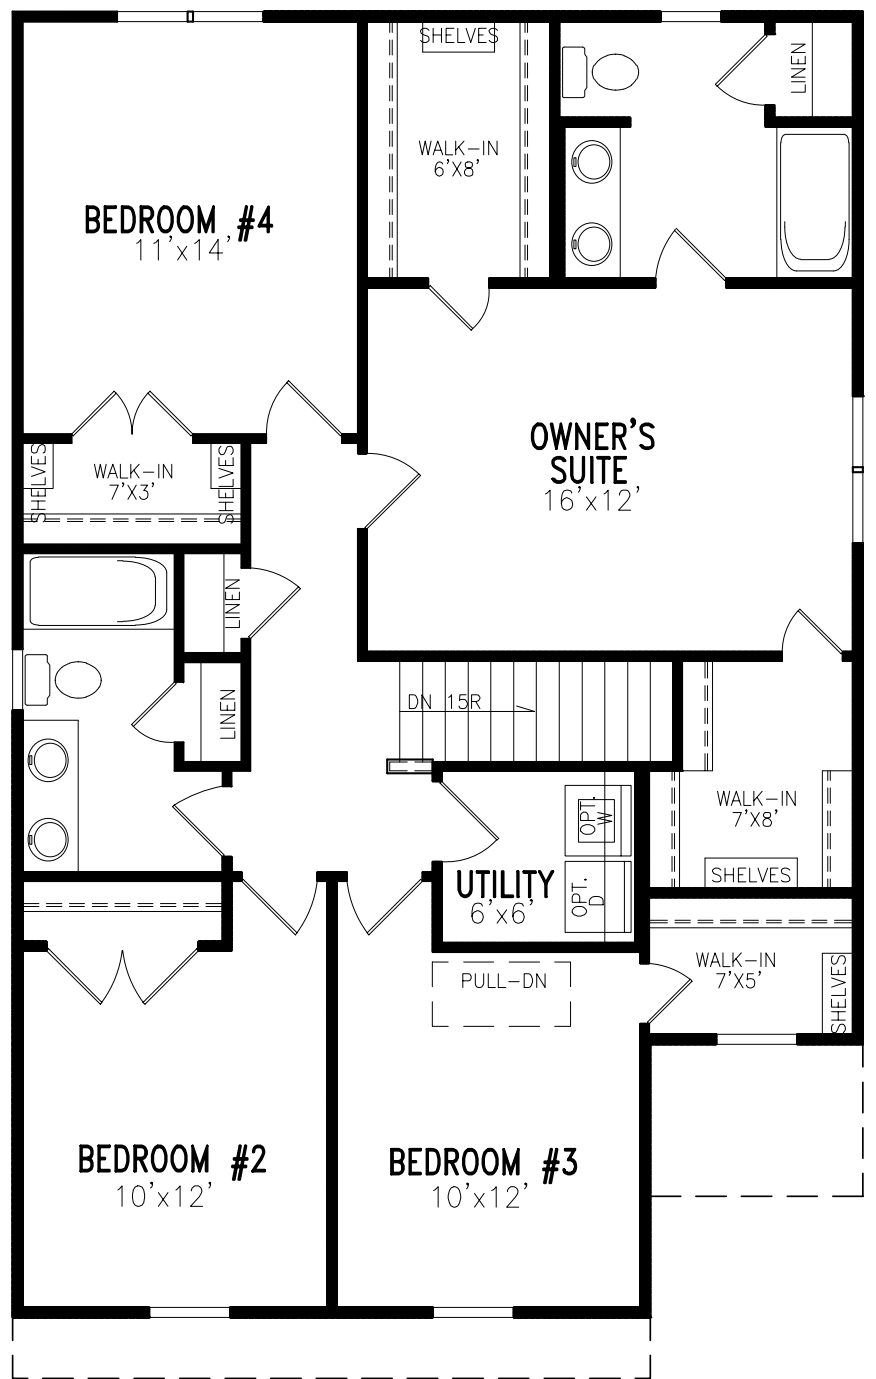 SHELVES
LINEN
WALK-IN
6'X8'
BEDROOM #4
11'x14'
OWNER'S
SUITE
16'x12'
SHELVES
WALK-IN
7'X3'
SHELVES
LINEN
LINEN
DN 15R
WALK-IN
7'X8'
SHELVES
OPT.
W
OPT.
D
UTILITY
6'x6'
WALK-IN
7'X5'
SHELVES
PULL-DN
BEDROOM #2
10'x12'
BEDROOM #3
10'x12'